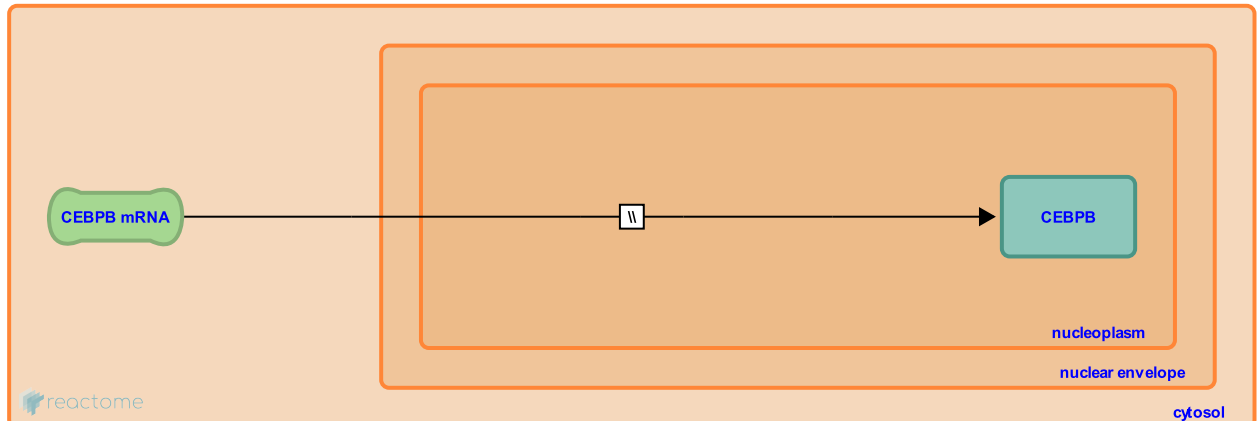 CEBPB mRNA
\\
CEBPB
nucleoplasm
nuclear envelope
reactome
cytosol